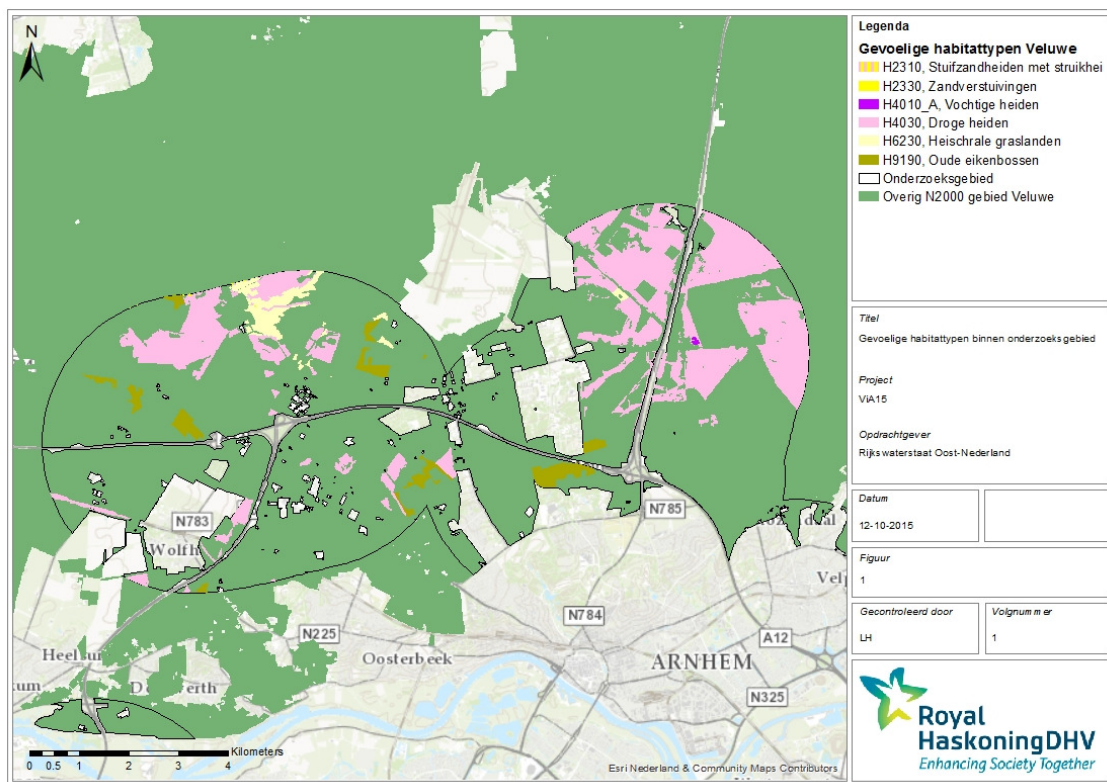 N
N783
Wolfh
N785
N784
A12
ARNHEM
N225
Oosterbeek
N325
Velp
Kilometers
0 0.5 1 2 3 4
Esri Nederland & Community Maps Contributors
Legenda
Gevoelige habitattypen Veluwe
H2310, Stuifzandheiden met struikhei
H2330, Zandverstuivingen
H4010_A, Vochtige heiden
H4030, Droge heiden
H6230, Heischrale graslanden
H9190, Oude eikenbossen
Onderzoeksgebied
Overig N2000 gebied Veluwe
Titel
Gevoelige habitattypen binnen onderzoeksgebied
Project
ViA15
Opdrachtgever
Rijkswaterstaat Oost-Nederland
Datum
12-10-2015
Figuur
1
Gecontroleerd door
LH
Volgnummer
1
Royal
HaskoningDHV
Enhancing Society Together